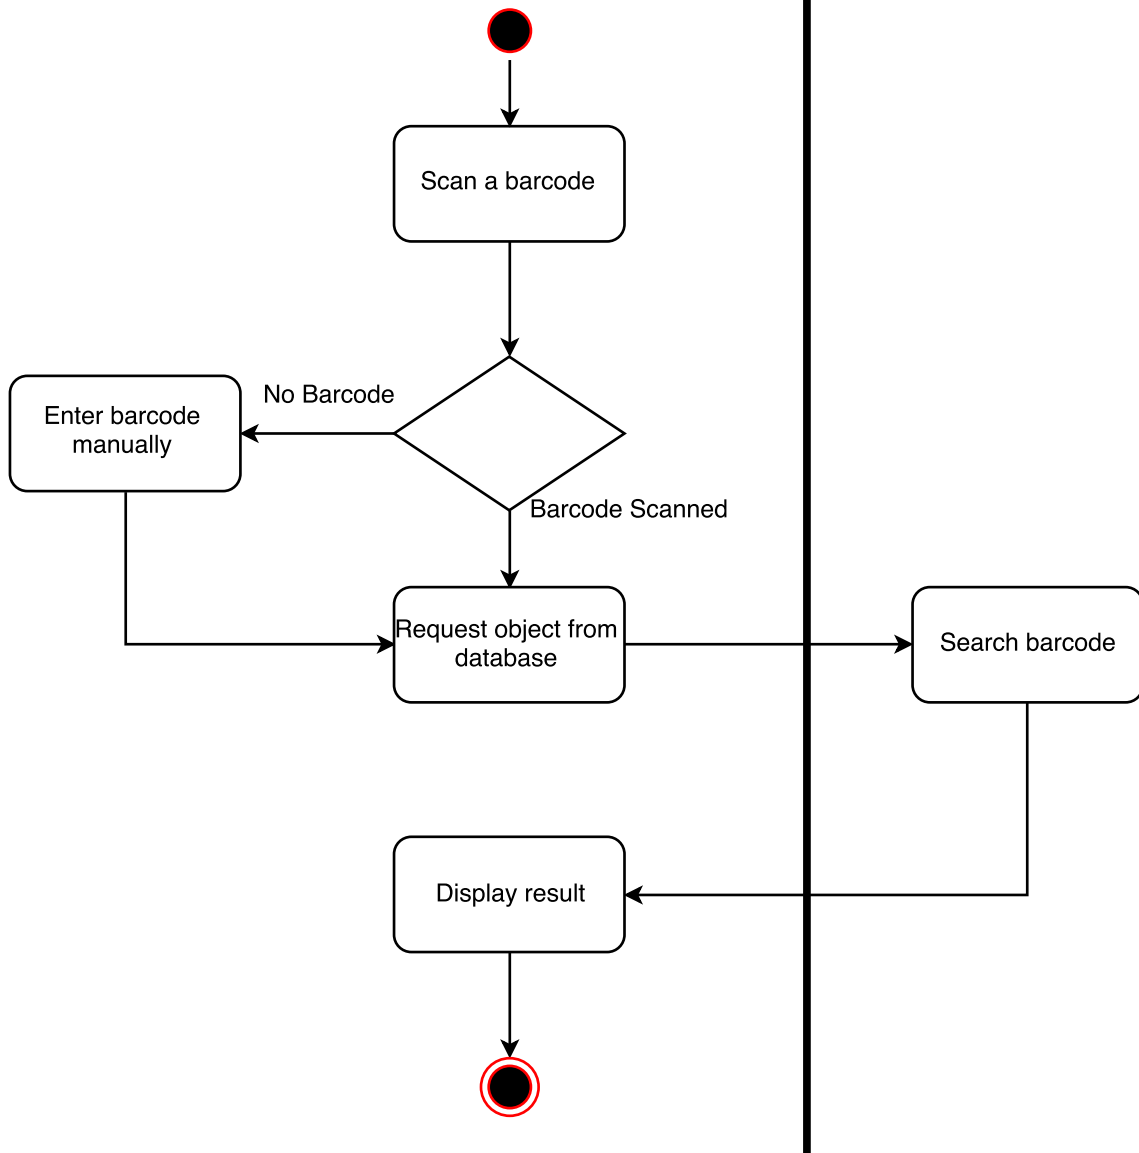 Scan a barcode
No Barcode
Enter barcode
manually
Barcode Scanned
Request object from
database
Search barcode
Display result